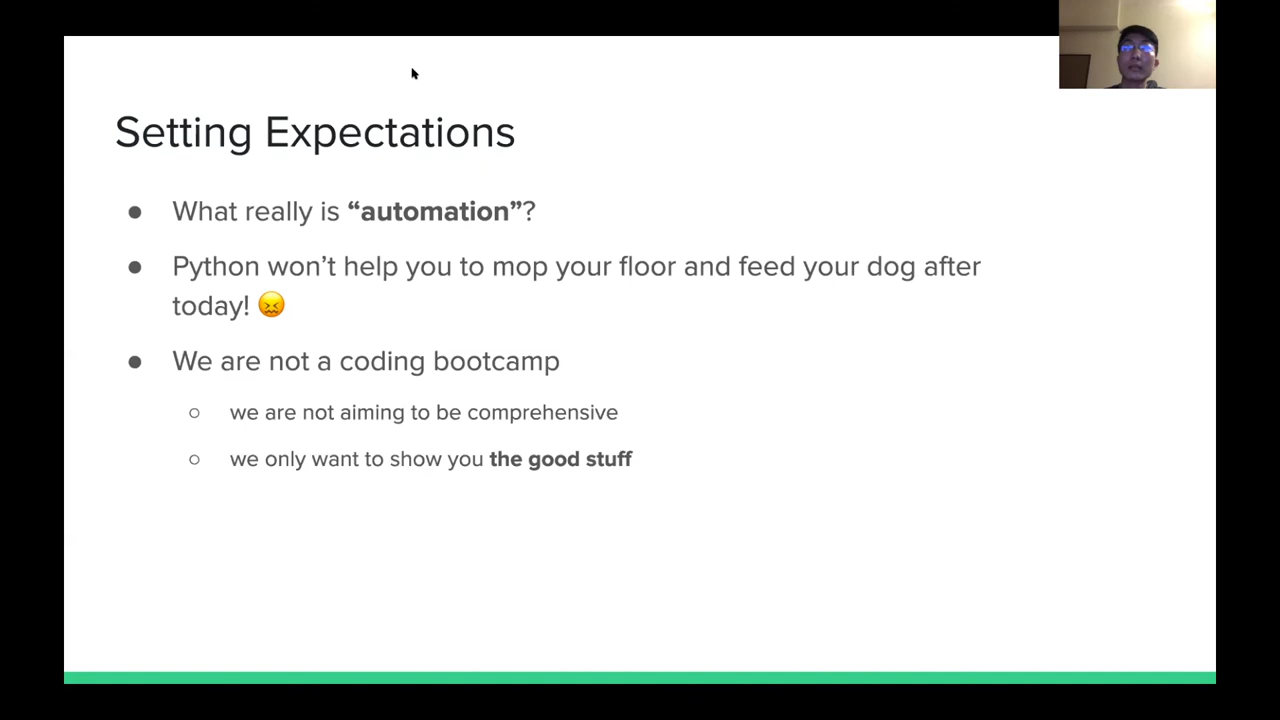 Setting Expectations
● What really is “automation”?
● Python won’t help you to mop your floor and feed your dog after
today! 😖
● We are not a coding bootcamp
○ we are not aiming to be comprehensive
○ we only want to show you the good stuff